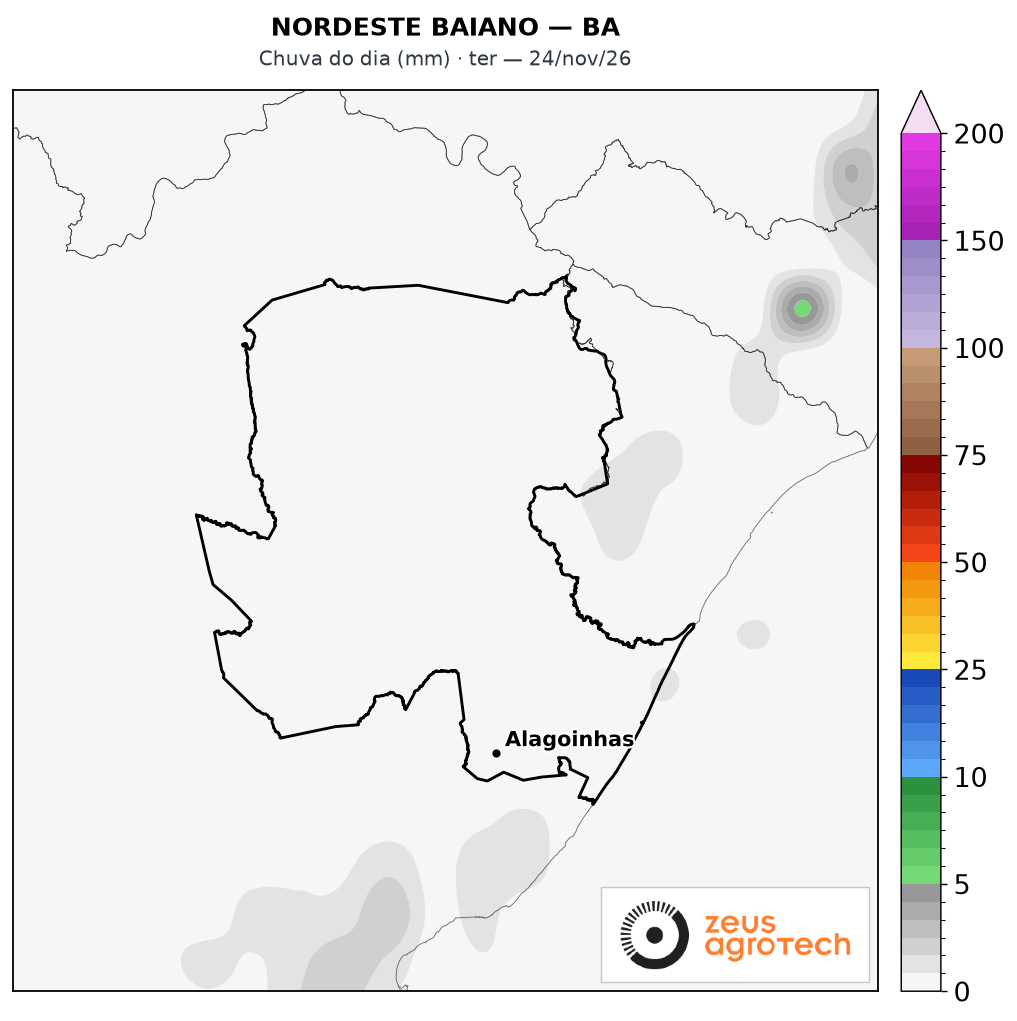 NORDESTE BAIANO — BA
Chuva do dia (mm) · ter — 24/nov/26
200
150
100
75
50
25
10
5
0
Alagoinhas
zeus
agrotech